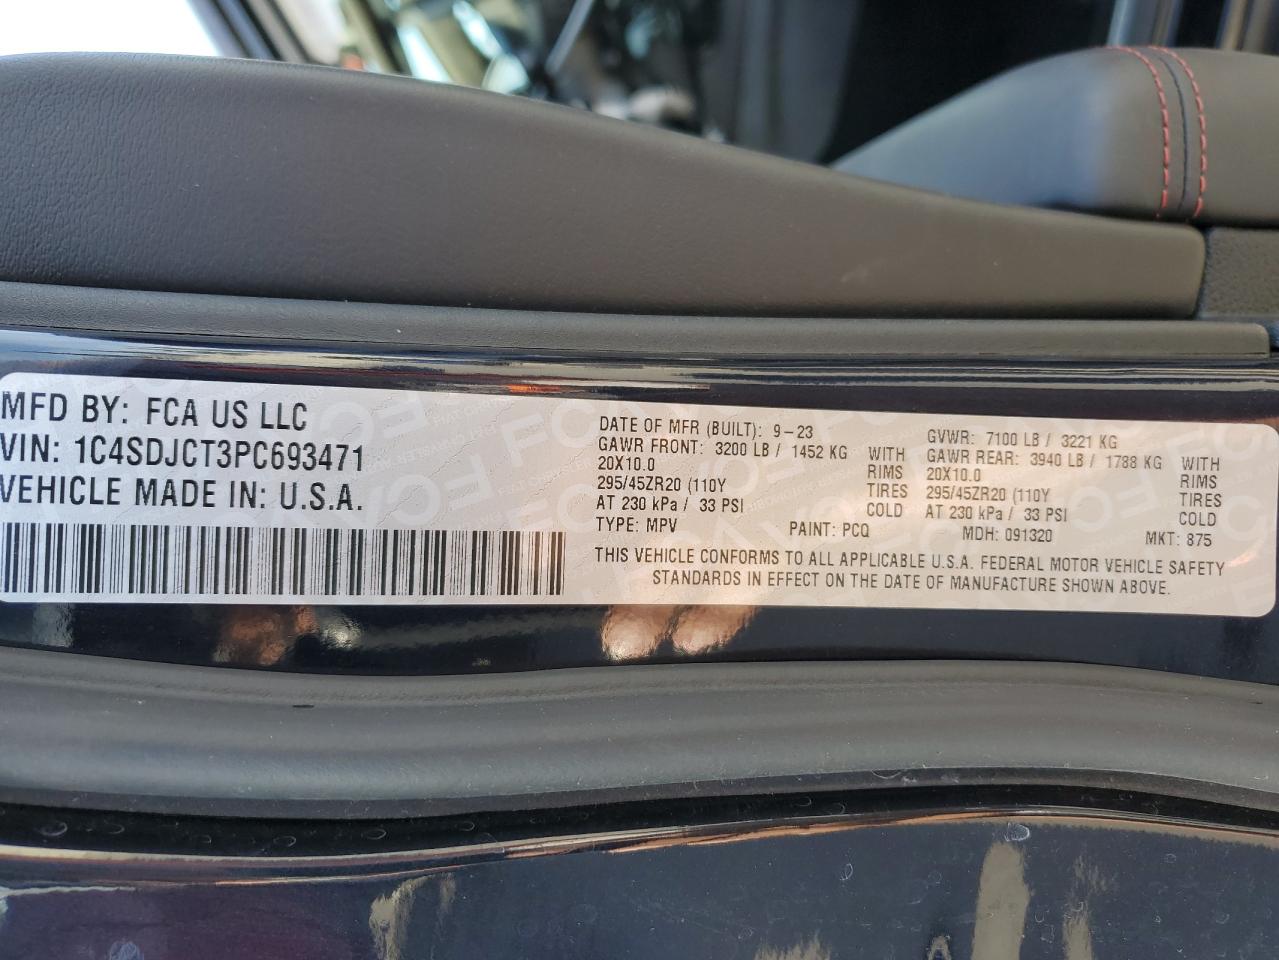 MFD BY: FCA US LLC
VIN: 1C4SDJCT3PC693471
VEHICLE MADE IN: U.S.A.
DATE OF MFR (BUILT): 9-23
GAWR FRONT: 3200 LB / 1452 KG WITH
20X10.0 RIMS
295/45ZR20 (110Y TIRES
AT 230 kPa / 33 PSI COLD
TYPE: MPV PAINT: PCQ
GVWR: 7100 LB / 3221 KG
GAWR REAR: 3940 LB / 1788 KG WITH
20X10.0 RIMS
295/45ZR20 (110Y TIRES
AT 230 kPa / 33 PSI COLD
MDH: 091320 MKT: 875
THIS VEHICLE CONFORMS TO ALL APPLICABLE U.S.A. FEDERAL MOTOR VEHICLE SAFETY
STANDARDS IN EFFECT ON THE DATE OF MANUFACTURE SHOWN ABOVE.